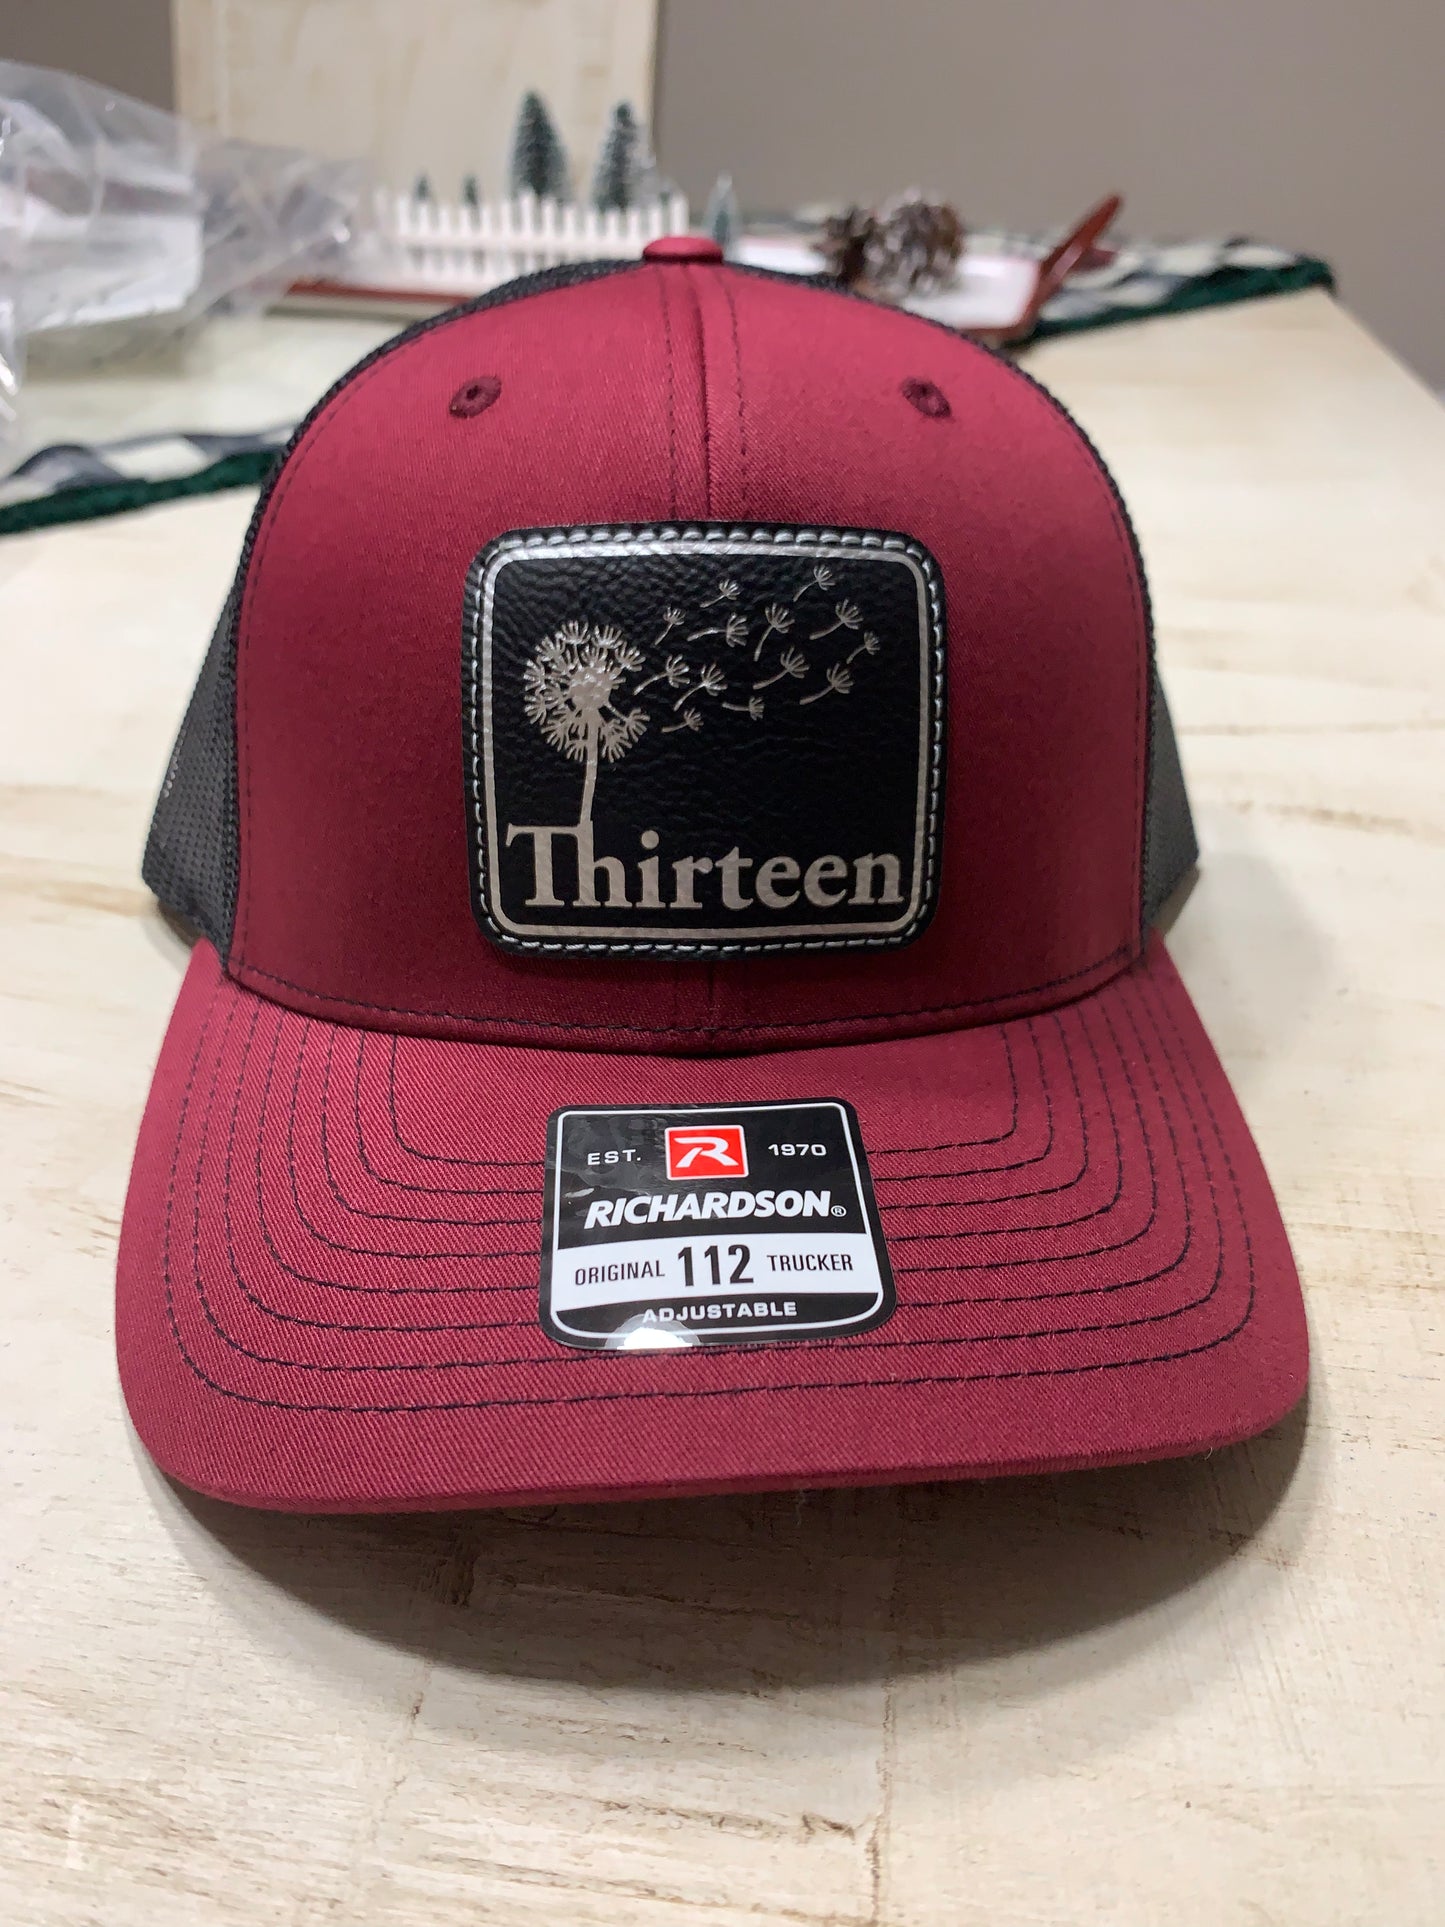 Thirteen
EST. R 1970
RICHARDSON®
ORIGINAL 112 TRUCKER
ADJUSTABLE